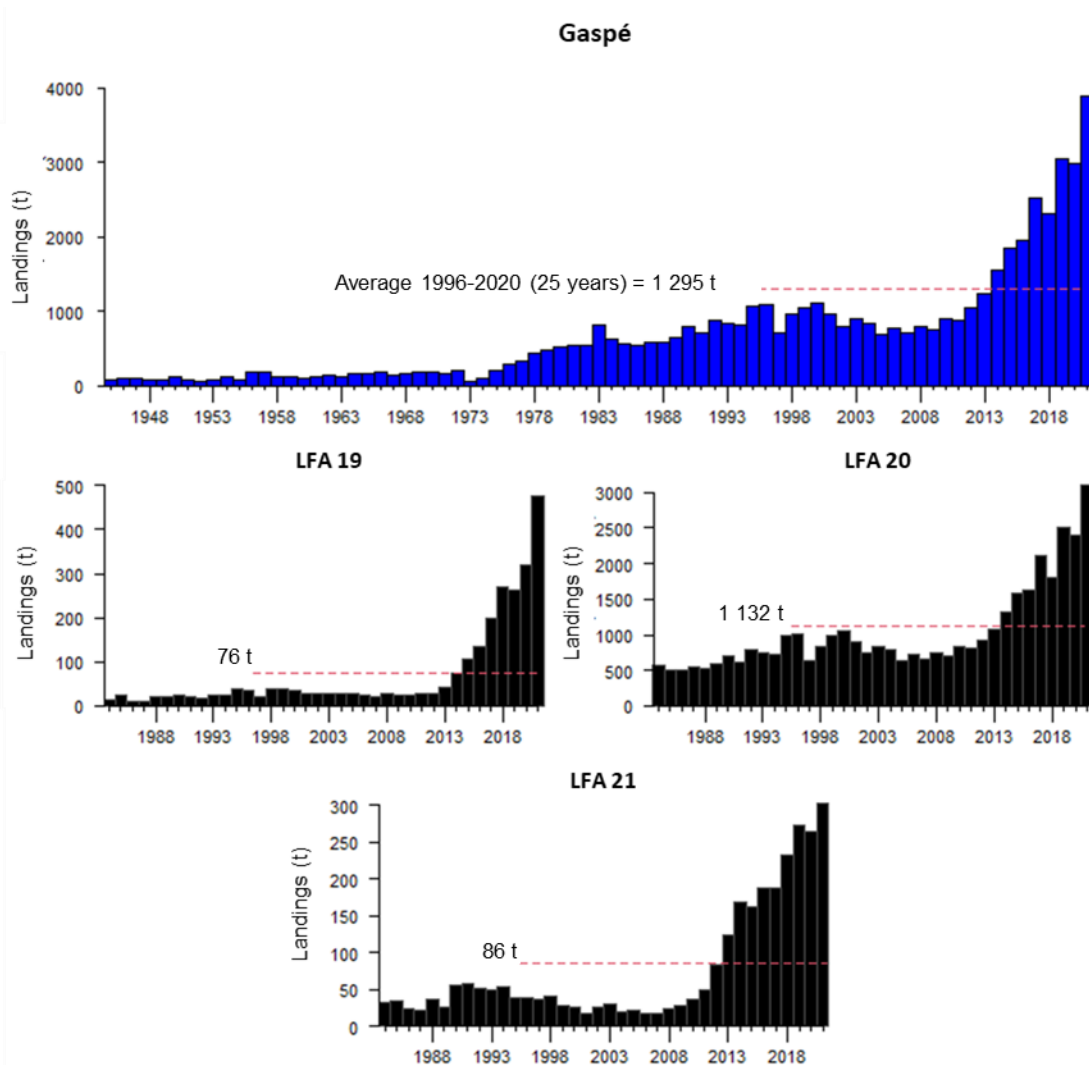 Gaspé
Landings (t)
4000
3000
2000
1000
0
Average 1996-2020 (25 years) = 1 295 t
1948 1953 1958 1963 1968 1973 1978 1983 1988 1993 1998 2003 2008 2013 2018
LFA 19
Landings (t)
500
400
300
200
100
0
76 t
1988 1993 1998 2003 2008 2013 2018
LFA 20
Landings (t)
3000
2500
2000
1500
1000
500
0
1 132 t
1988 1993 1998 2003 2008 2013 2018
LFA 21
Landings (t)
300
250
200
150
100
50
0
86 t
1988 1993 1998 2003 2008 2013 2018